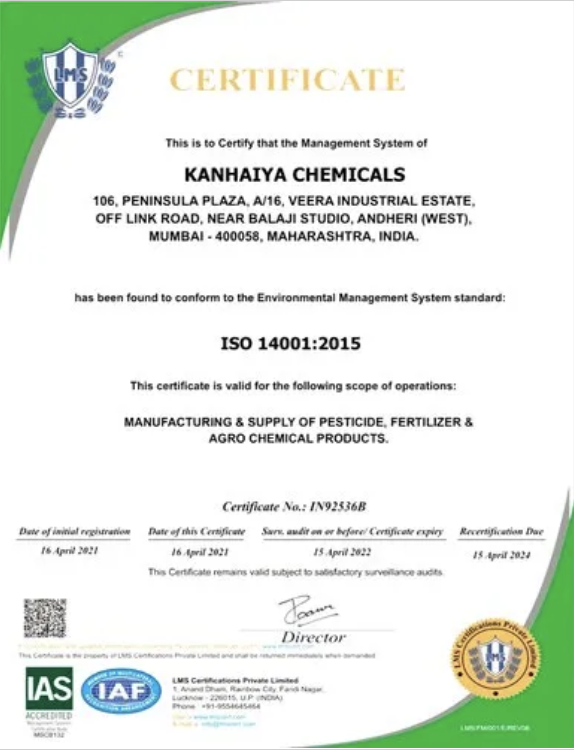 LMS
CERTIFICATE
This is to Certify that the Management System of
KANHAIYA CHEMICALS
106, PENINSULA PLAZA, A/16, VEERA INDUSTRIAL ESTATE,
OFF LINK ROAD, NEAR BALAJI STUDIO, ANDHERI (WEST),
MUMBAI - 400058, MAHARASHTRA, INDIA.
has been found to conform to the Environmental Management System standard:
ISO 14001:2015
This certificate is valid for the following scope of operations:
MANUFACTURING & SUPPLY OF PESTICIDE, FERTILIZER &
AGRO CHEMICAL PRODUCTS.
Certificate No.: IN92536B
Date of initial registration Date of this Certificate Surv. audit on or before/ Certificate expiry Recertification Due
16 April 2021 16 April 2021 15 April 2022 15 April 2024
This Certificate remains valid subject to satisfactory surveillance audits.
Director
This Certificate is the property of LMS Certifications Private Limited and shall be returned immediately when demanded
IAS
ACCREDITED
Management Systems
Certification Body
MSCB132
IAF
LMS Certifications Private Limited
1, Anand Dham, Rainbow City, Faridi Nagar,
Lucknow - 226015, U.P. (INDIA)
Phone : +91-9554645464
LMS Certifications Private Limited
LMS